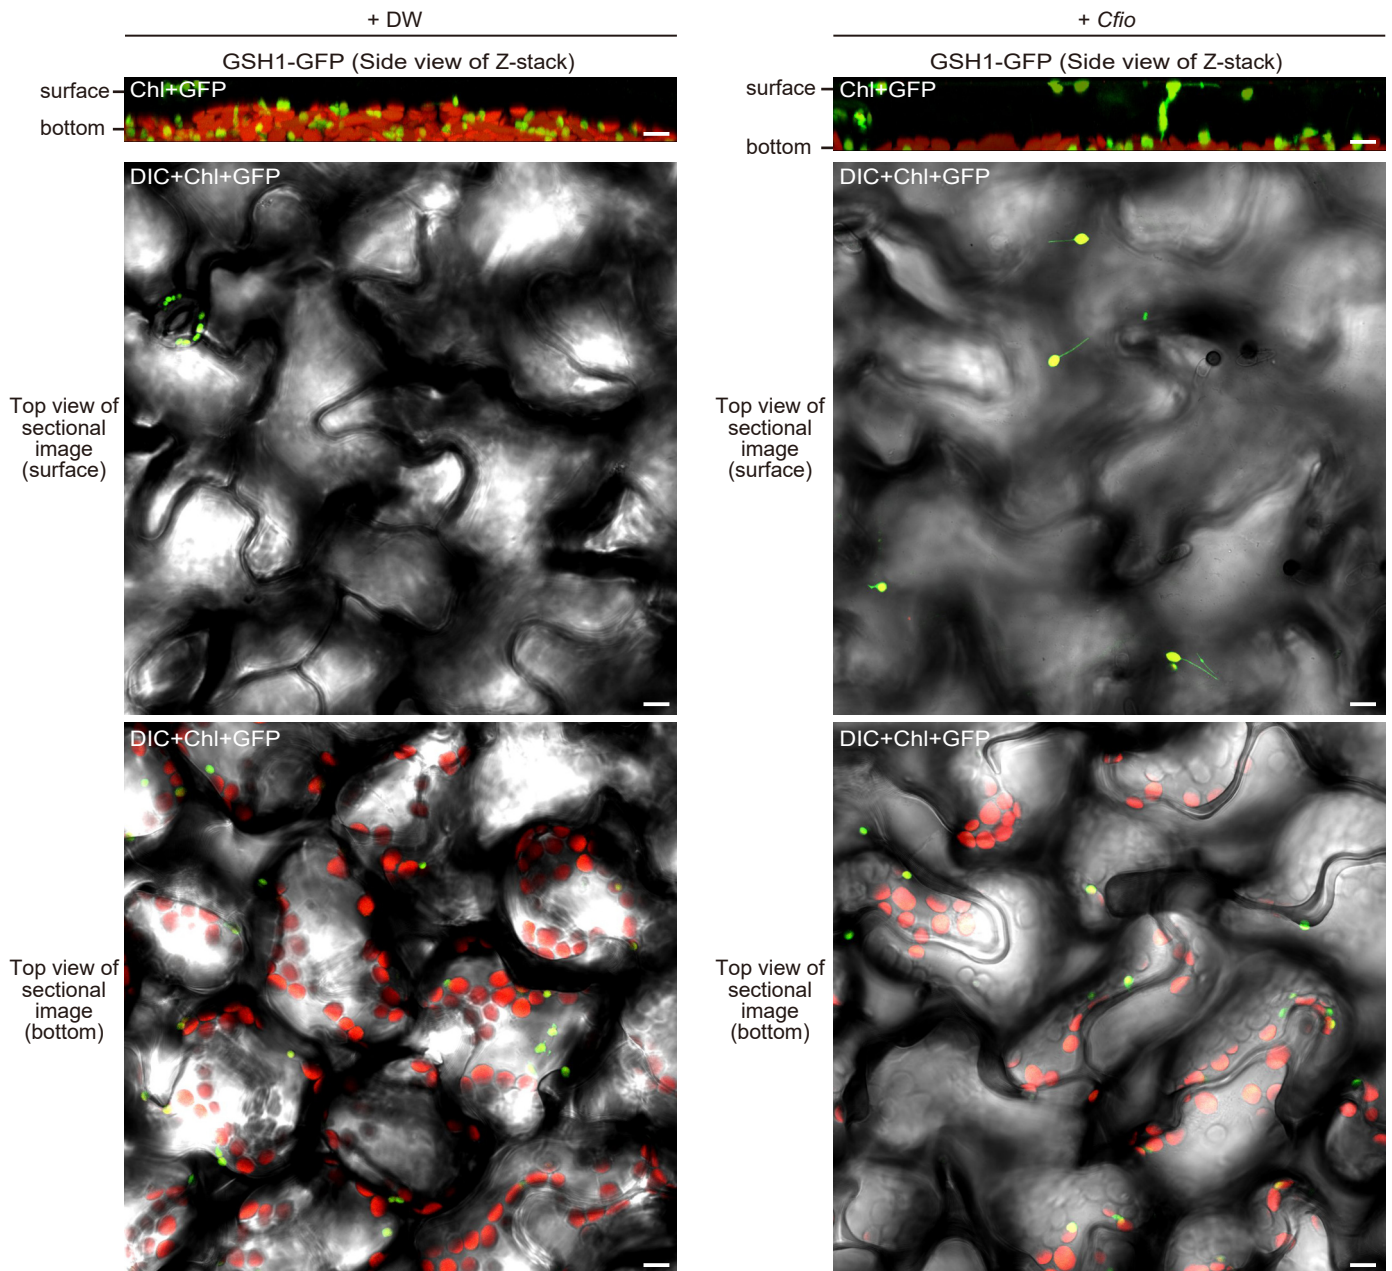 + DW
GSH1-GFP (Side view of Z-stack)
surface
Chl+GFP
bottom
DIC+Chl+GFP
Top view of
sectional
image
(surface)
DIC+Chl+GFP
Top view of
sectional
image
(bottom)
+ Cfio
GSH1-GFP (Side view of Z-stack)
surface
Chl+GFP
bottom
DIC+Chl+GFP
Top view of
sectional
image
(surface)
DIC+Chl+GFP
Top view of
sectional
image
(bottom)